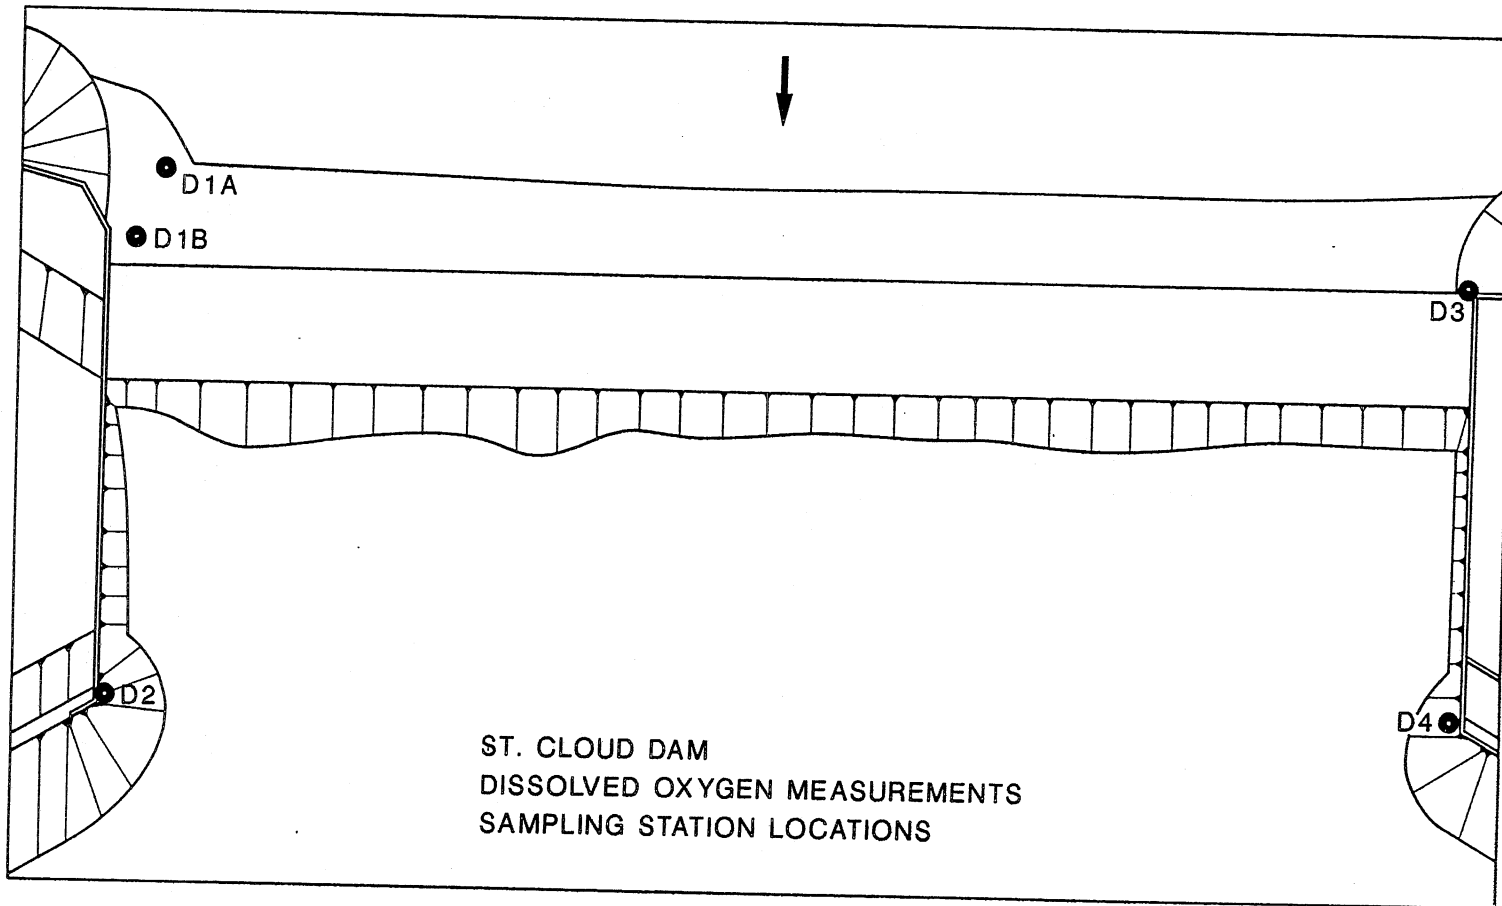 D1A
D1B
D3
D2
D4
ST. CLOUD DAM
DISSOLVED OXYGEN MEASUREMENTS
SAMPLING STATION LOCATIONS